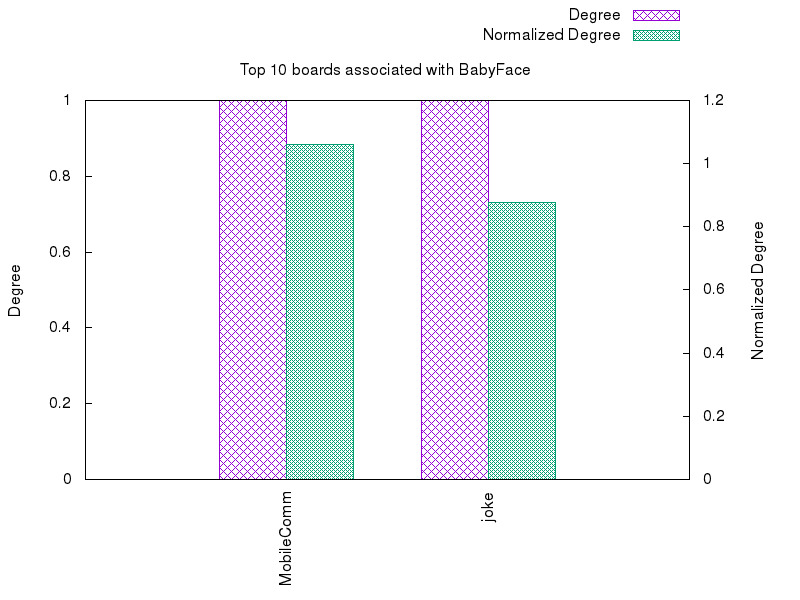 Degree
Normalized Degree
Top 10 boards associated with BabyFace
1
0.8
0.6
0.4
0.2
0
1.2
1
0.8
0.6
0.4
0.2
0
Degree
Normalized Degree
MobileComm
joke